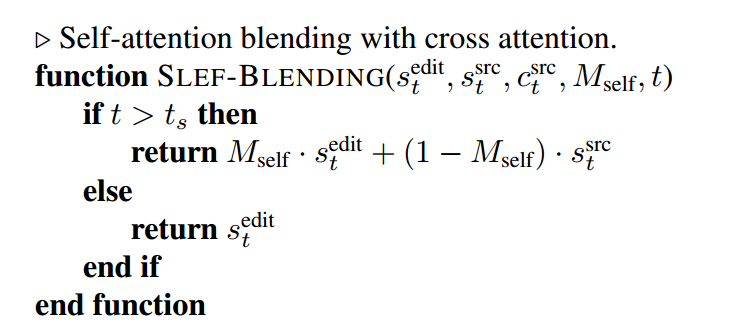 ▷ Self-attention blending with cross attention.
function SLEF-BLENDING(s_t^edit, s_t^src, c_t^src, M_self, t)
if t > t_s then
return M_self · s_t^edit + (1 − M_self) · s_t^src
else
return s_t^edit
end if
end function